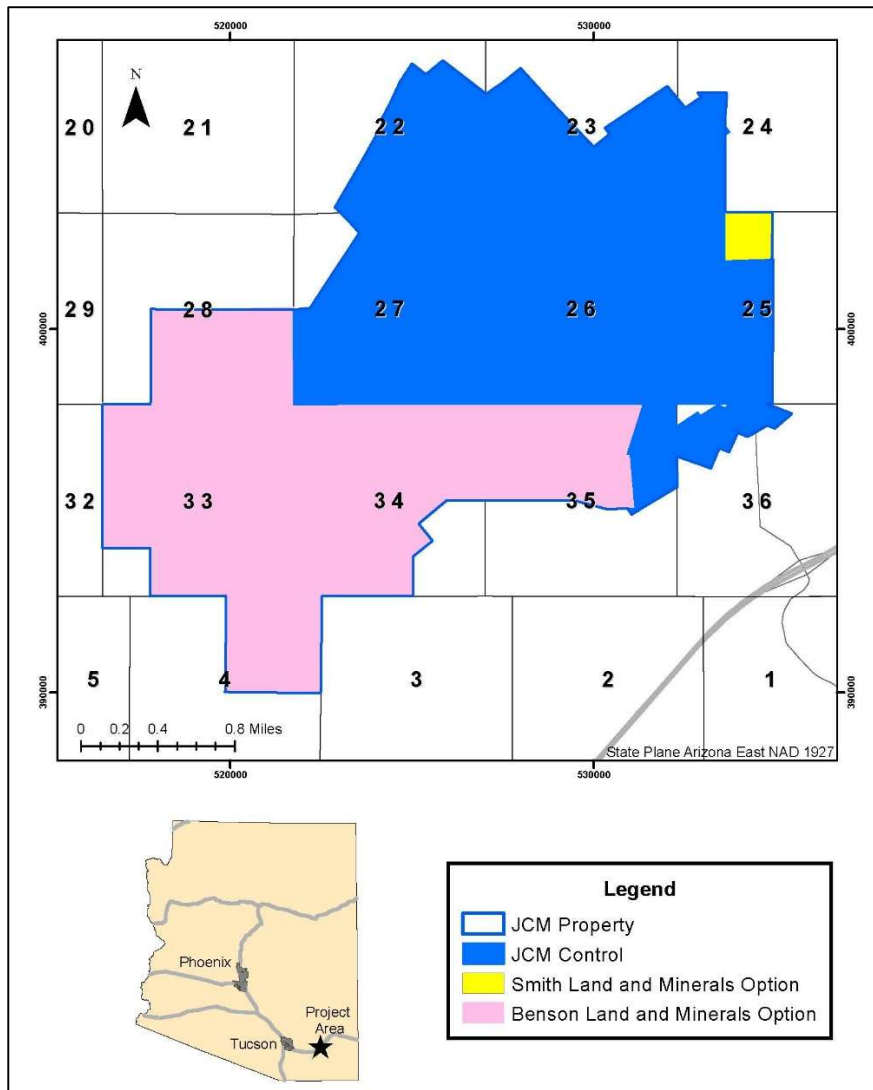 520000 530000
N
20 21 22 23 24
29 28 27 26 25
400000 400000
32 33 34 35 36
5 4 3 2 1
390000 390000
0 0.2 0.4 0.8 Miles
State Plane Arizona East NAD 1927
520000 530000
Phoenix
Tucson
Project
Area
Legend
JCM Property
JCM Control
Smith Land and Minerals Option
Benson Land and Minerals Option